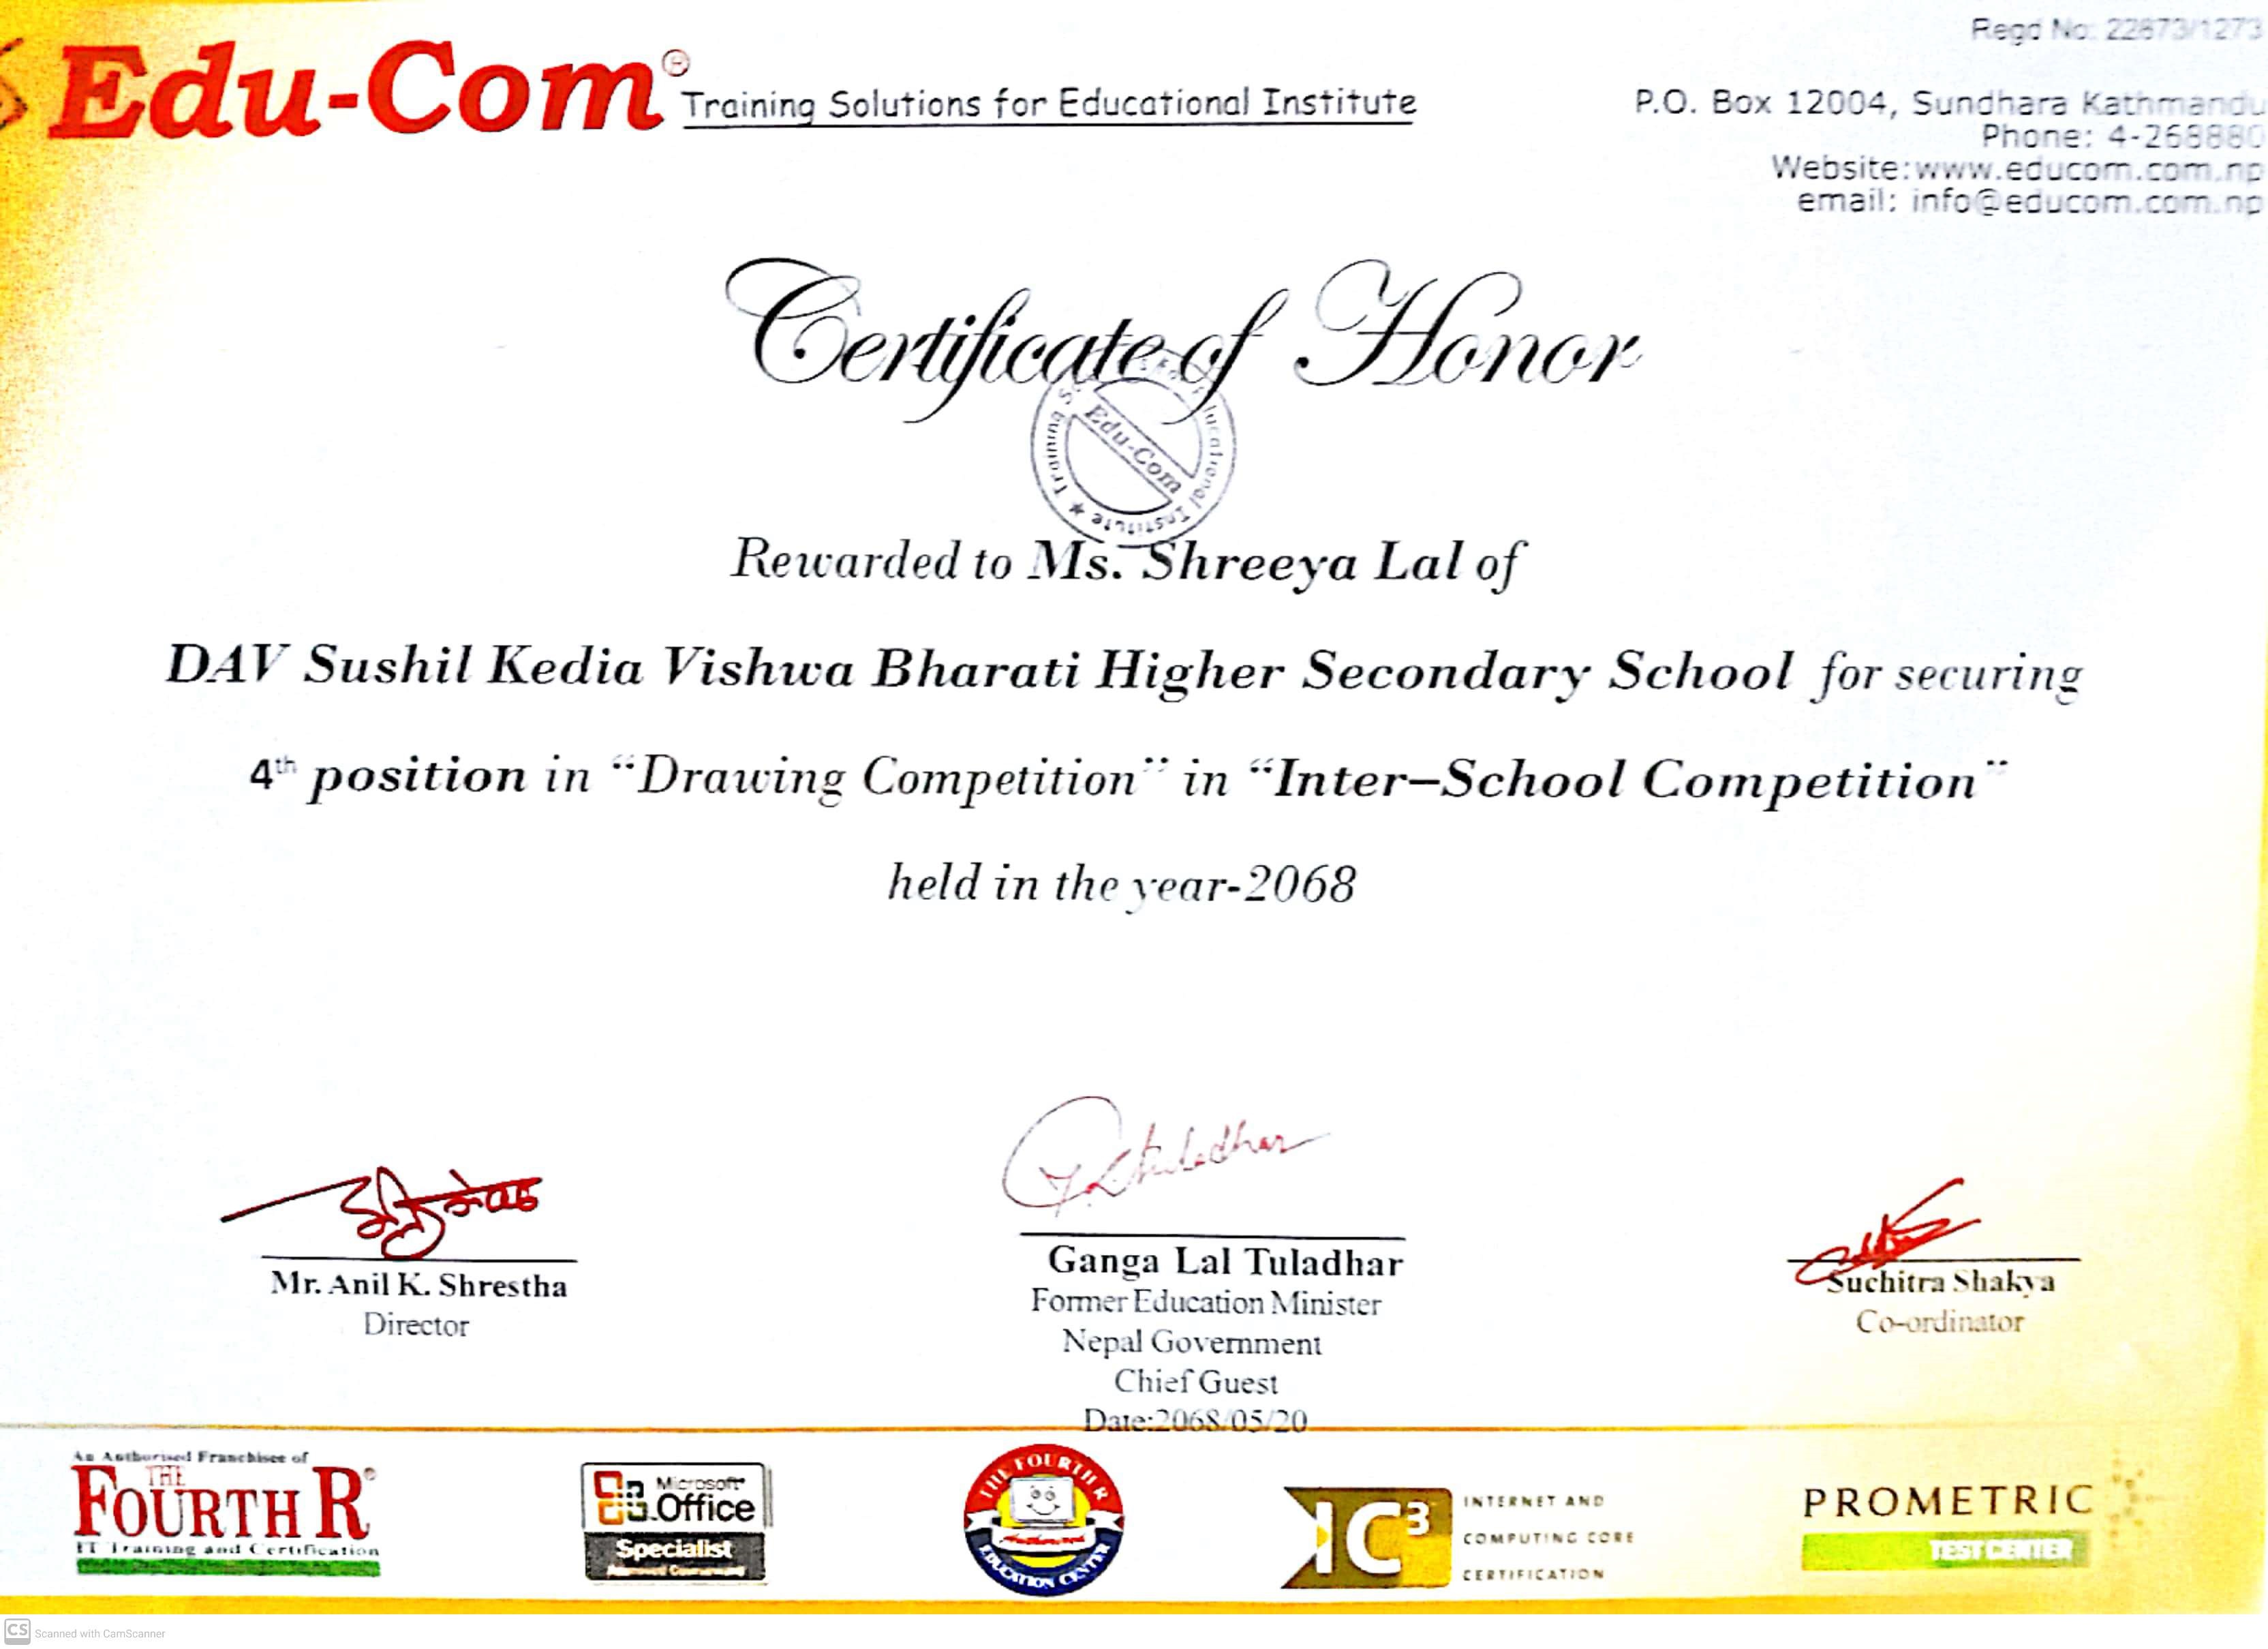 Regd No: 22873/1273
Edu-Com®
Training Solutions for Educational Institute
P.O. Box 12004, Sundhara Kathmandu
Phone: 4-268880
Website:www.educom.com.np
email: info@educom.com.np
Certificate of Honor
Edu-Com
Rewarded to Ms. Shreeya Lal of
DAV Sushil Kedia Vishwa Bharati Higher Secondary School for securing
4th position in “Drawing Competition” in “Inter–School Competition”
held in the year-2068
Mr. Anil K. Shrestha
Director
Ganga Lal Tuladhar
Former Education Minister
Nepal Government
Chief Guest
Date:2068/05/20
Suchitra Shakya
Co-ordinator
An Authorised Franchisee of
THE
FOURTH R®
IT Training and Certification
Microsoft
Office
Specialist
THE FOURTH R
EDUCATION CENTER
IC³
INTERNET AND
COMPUTING CORE
CERTIFICATION
PROMETRIC
TEST CENTER
CS Scanned with CamScanner